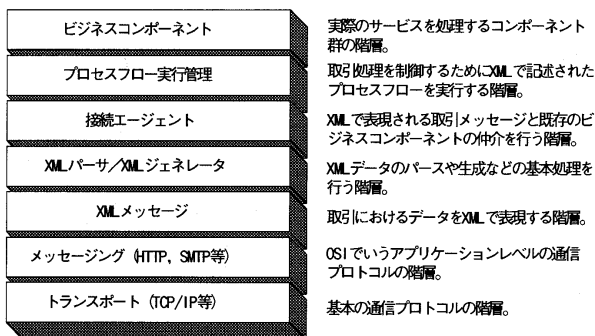 ビジネスコンポーネント
実際のサービスを処理するコンポーネント
群の階層。
プロセスフロー実行管理
取引処理を制御するためにXMLで記述された
プロセスフローを実行する階層。
接続エージェント
XMLで表現される取引メッセージと既存のビ
ジネスコンポーネントの仲介を行う階層。
XMLパーサ／XMLジェネレータ
XMLデータのパースや生成などの基本処理を
行う階層。
XMLメッセージ
取引におけるデータをXMLで表現する階層。
メッセージング（HTTP, SMTP等）
OSIでいうアプリケーションレベルの通信
プロトコルの階層。
トランスポート（TCP/IP等）
基本の通信プロトコルの階層。